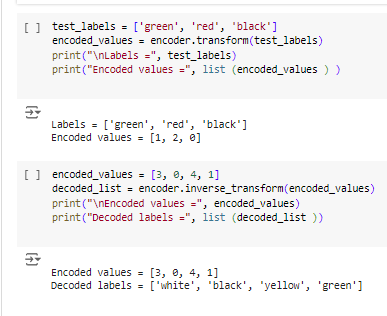 [ ] test_labels = ['green', 'red', 'black']
encoded_values = encoder.transform(test_labels)
print("\nLabels =", test_labels)
print("Encoded values =", list (encoded_values ) )
Labels = ['green', 'red', 'black']
Encoded values = [1, 2, 0]
[ ] encoded_values = [3, 0, 4, 1]
decoded_list = encoder.inverse_transform(encoded_values)
print("\nEncoded values =", encoded_values)
print("Decoded labels =", list (decoded_list ))
Encoded values = [3, 0, 4, 1]
Decoded labels = ['white', 'black', 'yellow', 'green']